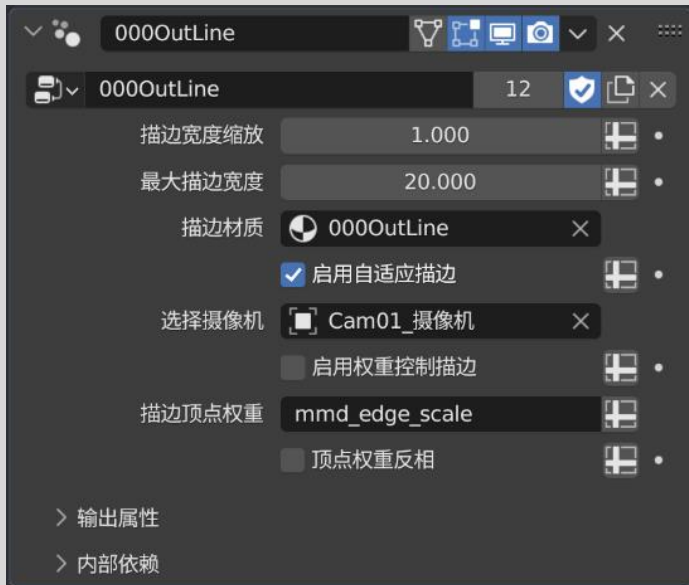 000OutLine
000OutLine 12
描边宽度缩放 1.000
最大描边宽度 20.000
描边材质 000OutLine
启用自适应描边
选择摄像机 Cam01_摄像机
启用权重控制描边
描边顶点权重 mmd_edge_scale
顶点权重反相
输出属性
内部依赖